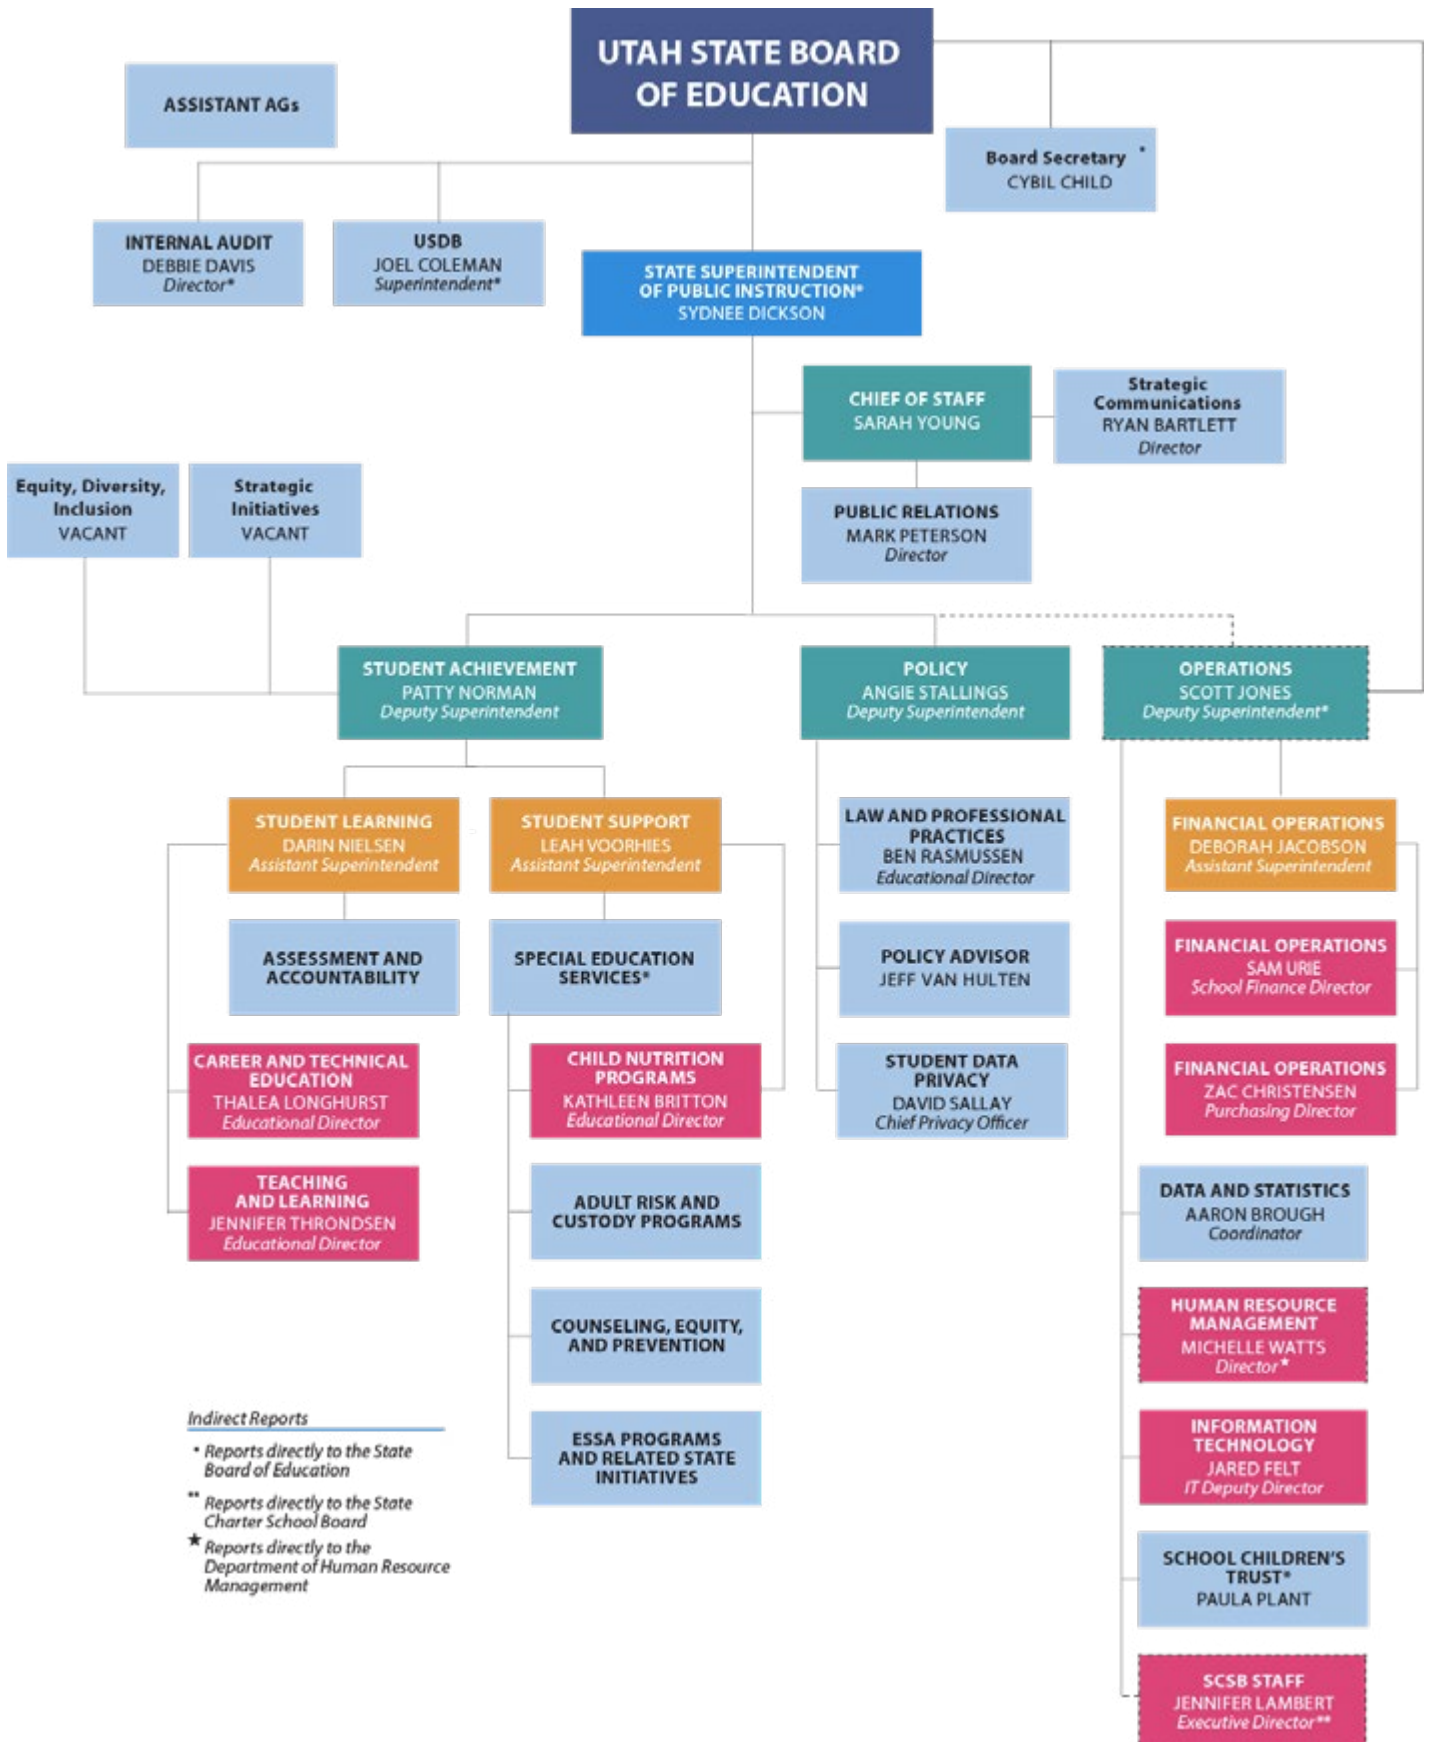 UTAH STATE BOARD
OF EDUCATION
ASSISTANT AGs
Board Secretary *
CYBIL CHILD
INTERNAL AUDIT
DEBBIE DAVIS
Director*
USDB
JOEL COLEMAN
Superintendent*
STATE SUPERINTENDENT
OF PUBLIC INSTRUCTION*
SYDNEE DICKSON
CHIEF OF STAFF
SARAH YOUNG
Strategic
Communications
RYAN BARTLETT
Director
Equity, Diversity,
Inclusion
VACANT
Strategic
Initiatives
VACANT
PUBLIC RELATIONS
MARK PETERSON
Director
STUDENT ACHIEVEMENT
PATTY NORMAN
Deputy Superintendent
POLICY
ANGIE STALLINGS
Deputy Superintendent
OPERATIONS
SCOTT JONES
Deputy Superintendent*
STUDENT LEARNING
DARIN NIELSEN
Assistant Superintendent
STUDENT SUPPORT
LEAH VOORHIES
Assistant Superintendent
LAW AND PROFESSIONAL
PRACTICES
BEN RASMUSSEN
Educational Director
FINANCIAL OPERATIONS
DEBORAH JACOBSON
Assistant Superintendent
ASSESSMENT AND
ACCOUNTABILITY
SPECIAL EDUCATION
SERVICES*
POLICY ADVISOR
JEFF VAN HULTEN
FINANCIAL OPERATIONS
SAM URIE
School Finance Director
CAREER AND TECHNICAL
EDUCATION
THALEA LONGHURST
Educational Director
CHILD NUTRITION
PROGRAMS
KATHLEEN BRITTON
Educational Director
STUDENT DATA
PRIVACY
DAVID SALLAY
Chief Privacy Officer
FINANCIAL OPERATIONS
ZAC CHRISTENSEN
Purchasing Director
TEACHING
AND LEARNING
JENNIFER THRONDSEN
Educational Director
ADULT RISK AND
CUSTODY PROGRAMS
DATA AND STATISTICS
AARON BROUGH
Coordinator
COUNSELING, EQUITY,
AND PREVENTION
HUMAN RESOURCE
MANAGEMENT
MICHELLE WATTS
Director★
ESSA PROGRAMS
AND RELATED STATE
INITIATIVES
INFORMATION
TECHNOLOGY
JARED FELT
IT Deputy Director
SCHOOL CHILDREN'S
TRUST*
PAULA PLANT
SCSB STAFF
JENNIFER LAMBERT
Executive Director**
Indirect Reports
* Reports directly to the State
Board of Education
** Reports directly to the State
Charter School Board
★ Reports directly to the
Department of Human Resource
Management